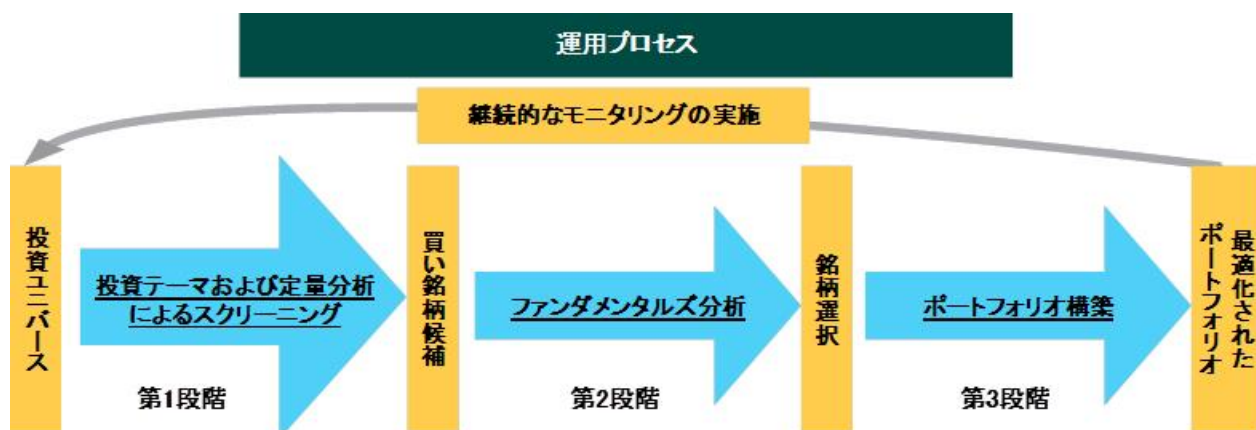 運用プロセス
継続的なモニタリングの実施
投資ユニバース
投資テーマおよび定量分析
によるスクリーニング
第1段階
買い銘柄候補
ファンダメンタルズ分析
第2段階
銘柄選択
ポートフォリオ構築
第3段階
最適化された
ポートフォリオ